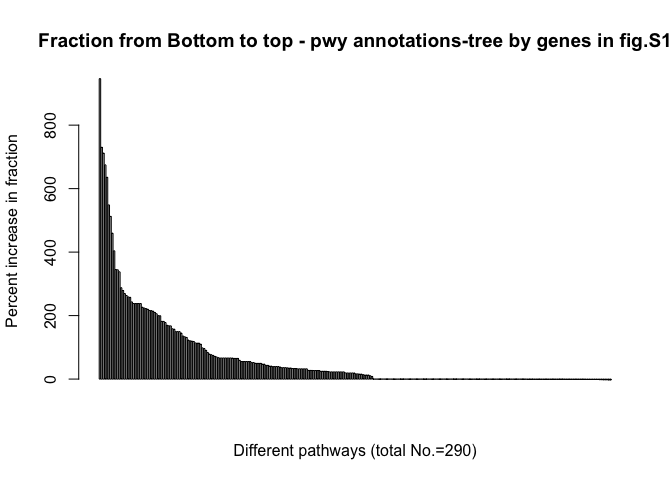 Fraction from Bottom to top - pwy annotations-tree by genes in fig.S1
Percent increase in fraction
800
600
400
200
0
Different pathways (total No.=290)